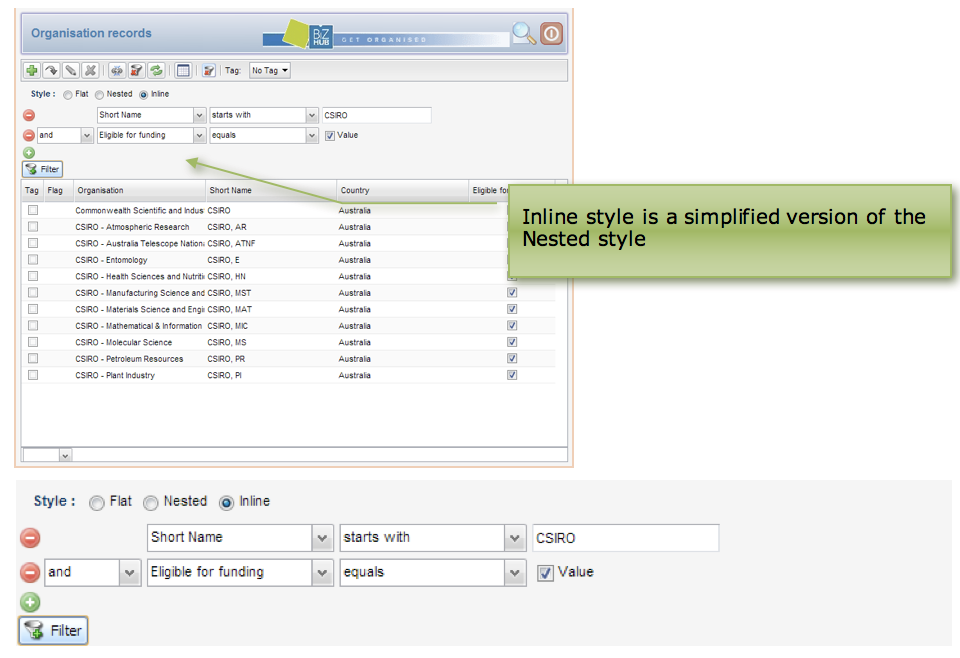 Organisation records
BIZ HUB GET ORGANISED
Tag: No Tag
Style : Flat Nested Inline
Short Name starts with CSIRO
and Eligible for funding equals Value
Filter
Tag Flag Organisation Short Name Country Eligible for
Commonwealth Scientific and Indus CSIRO Australia
CSIRO - Atmospheric Research CSIRO, AR Australia
CSIRO - Australia Telescope Nation CSIRO, ATNF Australia
CSIRO - Entomology CSIRO, E Australia
CSIRO - Health Sciences and Nutriti CSIRO, HN Australia
CSIRO - Manufacturing Science and CSIRO, MST Australia
CSIRO - Materials Science and Engi CSIRO, MAT Australia
CSIRO - Mathematical & Information CSIRO, MIC Australia
CSIRO - Molecular Science CSIRO, MS Australia
CSIRO - Petroleum Resources CSIRO, PR Australia
CSIRO - Plant Industry CSIRO, PI Australia
Inline style is a simplified version of the
Nested style
Style : Flat Nested Inline
Short Name starts with CSIRO
and Eligible for funding equals Value
Filter